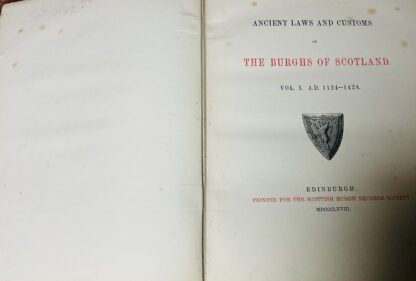 ANCIENT LAWS AND CUSTOMS
OF
THE BURGHS OF SCOTLAND.
VOL. I. A.D. 1124—1424.
EDINBURGH
PRINTED FOR THE SCOTTISH BURGH RECORDS SOCIETY
MDCCCLXVIII.